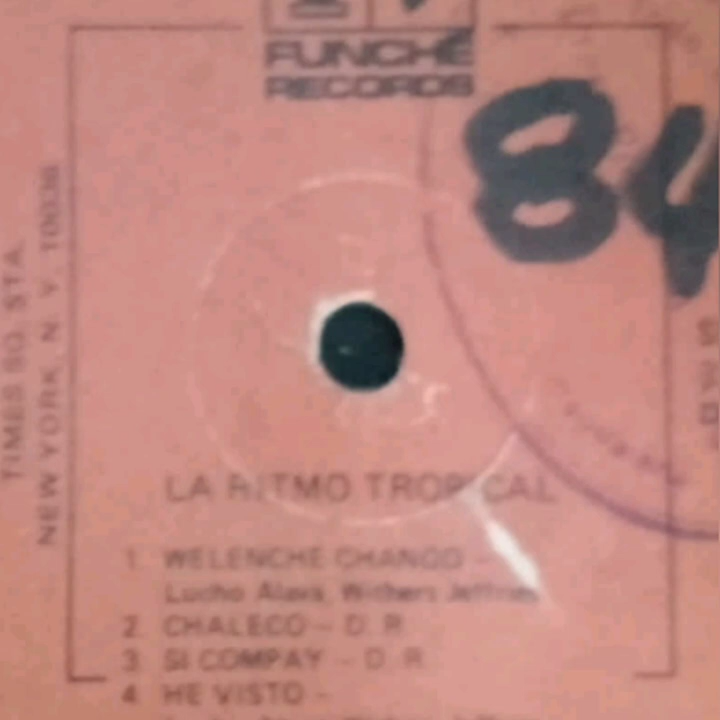 FUNCHÉ
RECORDS
84
TIMES SQ. STA.
NEW YORK, N. Y. 10036
LA RITMO TROPICAL
1. WELENCHE CHANGO -
Lucho Alava, Withers
2. CHALECO - D. R.
3. SI COMPAY - D. R.
4. HE VISTO -